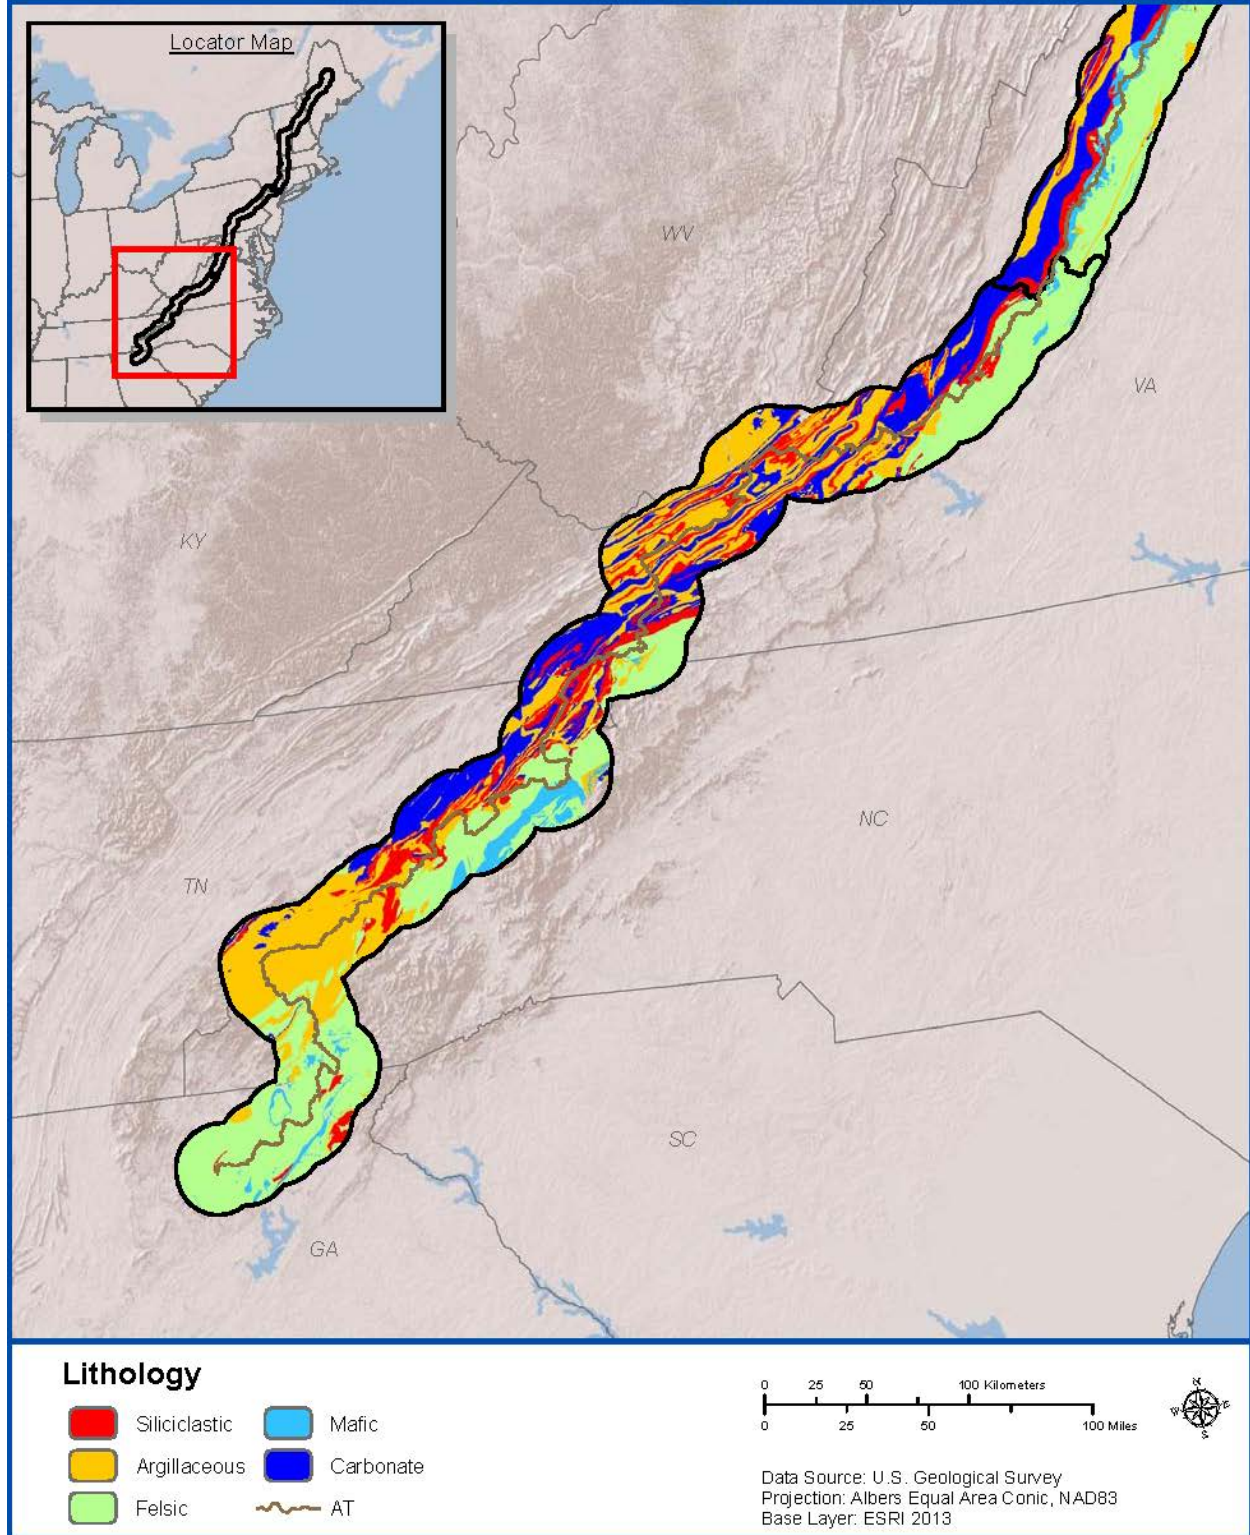 Locator Map
WV
VA
KY
NC
TN
SC
GA
Lithology
Siliciclastic
Mafic
Argillaceous
Carbonate
Felsic
AT
0 25 50 100 Kilometers
0 25 50 100 Miles
N
W E
S
Data Source: U.S. Geological Survey
Projection: Albers Equal Area Conic, NAD83
Base Layer: ESRI 2013